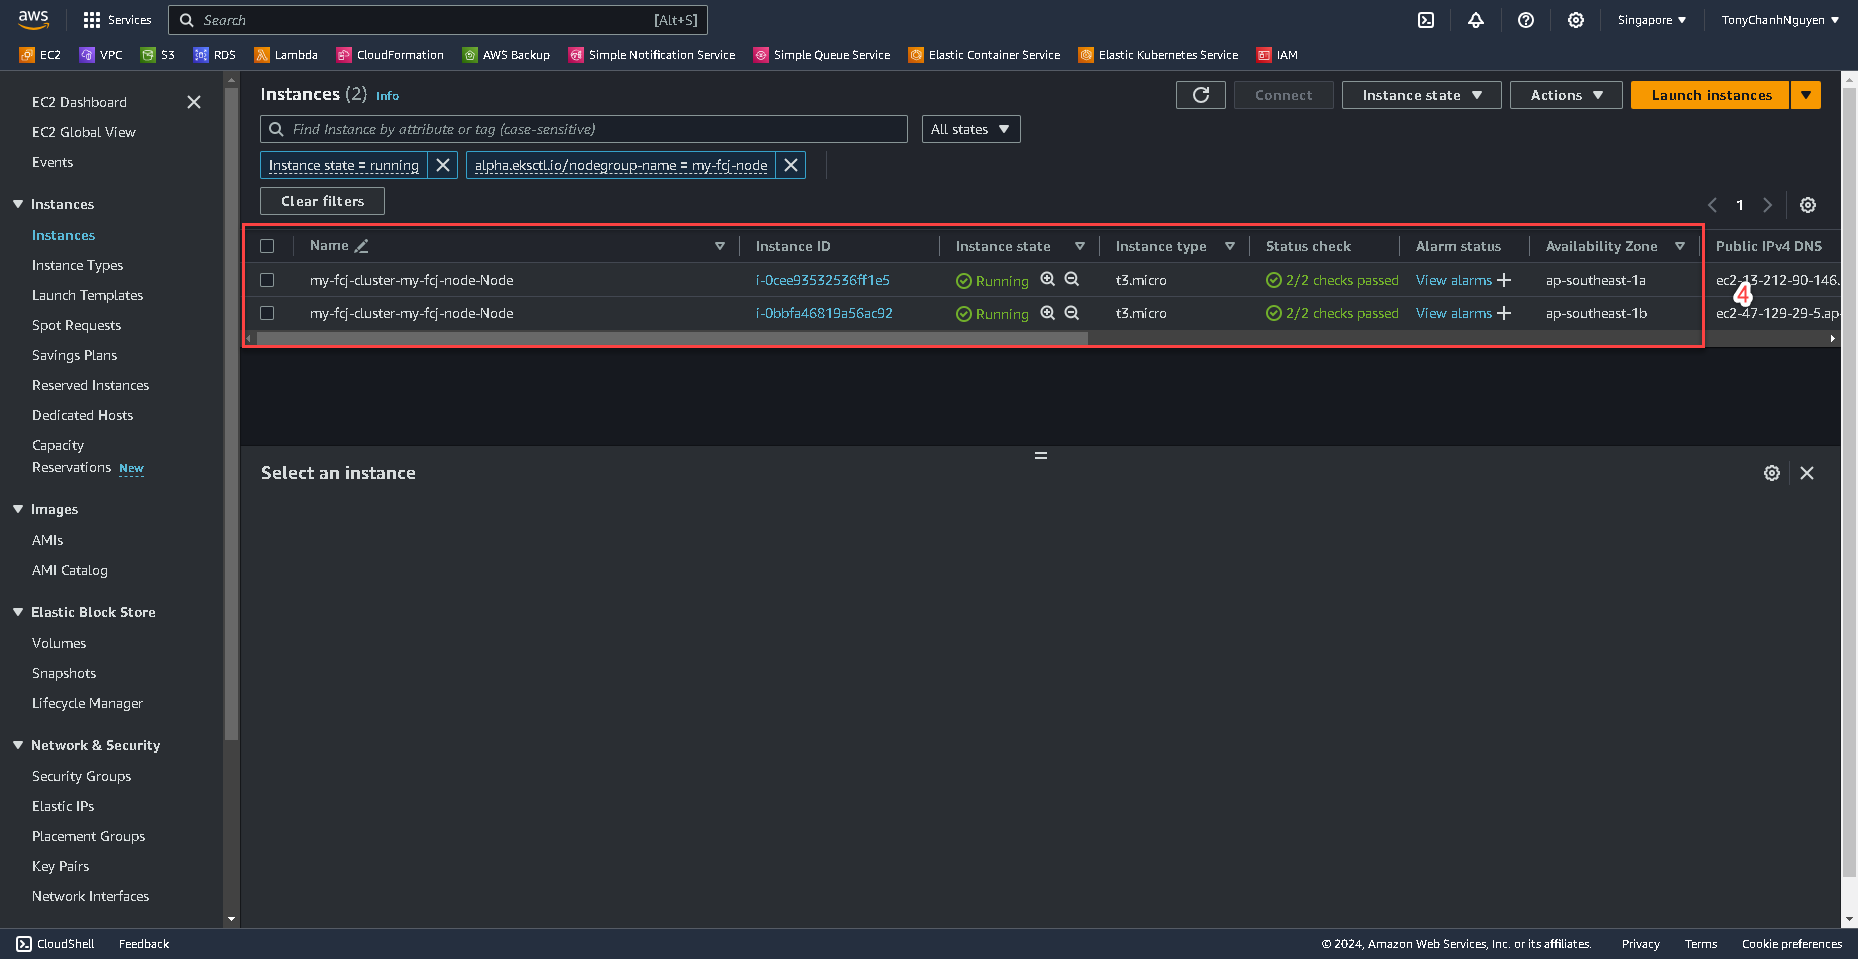 aws Services Search [Alt+S] Singapore TonyChanhNguyen
EC2 VPC S3 RDS Lambda CloudFormation AWS Backup Simple Notification Service Simple Queue Service Elastic Container Service Elastic Kubernetes Service IAM
EC2 Dashboard
EC2 Global View
Events
Instances
Instances
Instance Types
Launch Templates
Spot Requests
Savings Plans
Reserved Instances
Dedicated Hosts
Capacity
Reservations New
Images
AMIs
AMI Catalog
Elastic Block Store
Volumes
Snapshots
Lifecycle Manager
Network & Security
Security Groups
Elastic IPs
Placement Groups
Key Pairs
Network Interfaces
Instances (2) Info Connect Instance state Actions Launch instances
Find Instance by attribute or tag (case-sensitive) All states
Instance state = running alpha.eksctl.io/nodegroup-name = my-fcj-node
Clear filters 1
Name Instance ID Instance state Instance type Status check Alarm status Availability Zone Public IPv4 DNS
my-fcj-cluster-my-fcj-node-Node i-0cee93532536ff1e5 Running t3.micro 2/2 checks passed View alarms ap-southeast-1a ec2-13-212-90-146.
4
my-fcj-cluster-my-fcj-node-Node i-0bbfa46819a56ac92 Running t3.micro 2/2 checks passed View alarms ap-southeast-1b ec2-47-129-29-5.ap-
Select an instance
CloudShell Feedback © 2024, Amazon Web Services, Inc. or its affiliates. Privacy Terms Cookie preferences